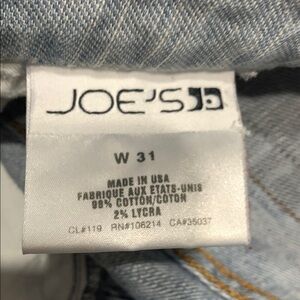 JOE'S
W 31
MADE IN USA
FABRIQUE AUX ETATS-UNIS
98% COTTON/COTON
2% LYCRA
CL#119 RN#106214 CA#35037